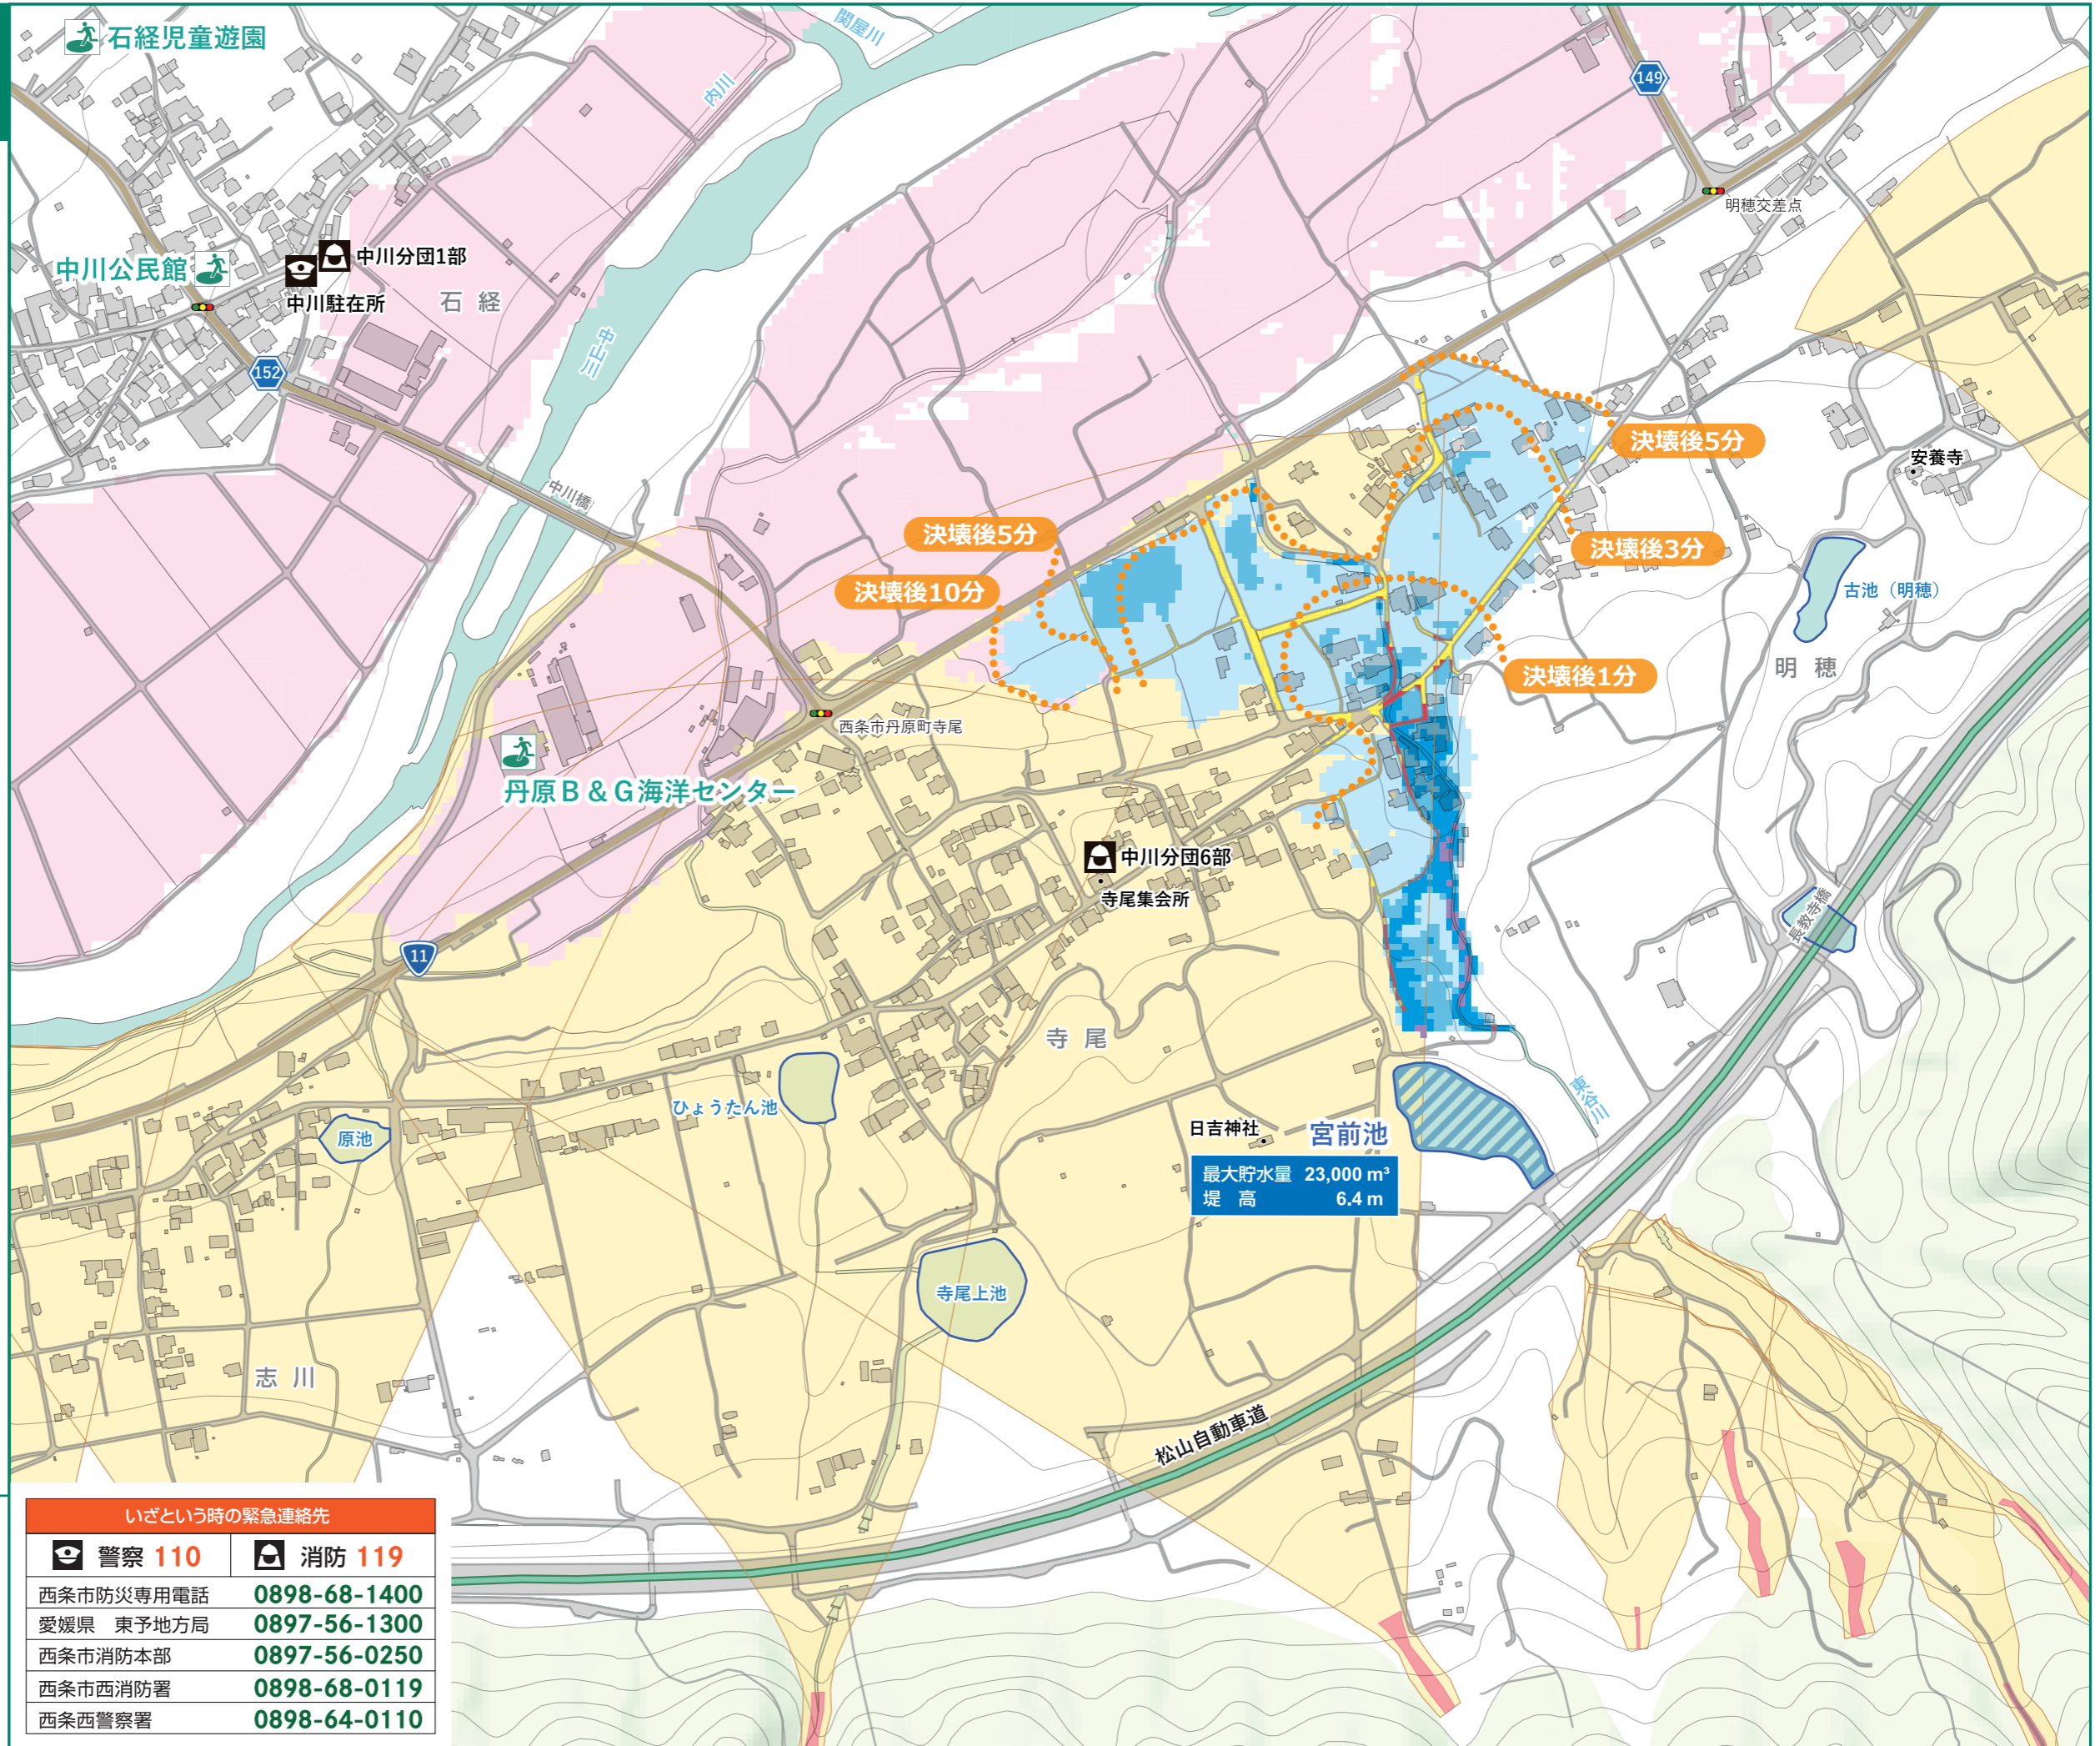 石経児童遊園
関屋川
内川
149
明穂交差点
中川分団1部
中川公民館
中川駐在所
石経
中山川
152
決壊後5分
安養寺
中川橋
決壊後5分
決壊後3分
決壊後10分
古池（明穂）
明穂
決壊後1分
西条市丹原町寺尾
丹原B＆G海洋センター
中川分団6部
寺尾集会所
長教寺橋
11
寺尾
東谷川
ひょうたん池
原池
日吉神社
宮前池
最大貯水量 23,000 m³
堤 高 6.4 m
寺尾上池
志川
松山自動車道
いざという時の緊急連絡先
警察 110 消防 119
西条市防災専用電話 0898-68-1400
愛媛県 東予地方局 0897-56-1300
西条市消防本部 0897-56-0250
西条市西消防署 0898-68-0119
西条西警察署 0898-64-0110